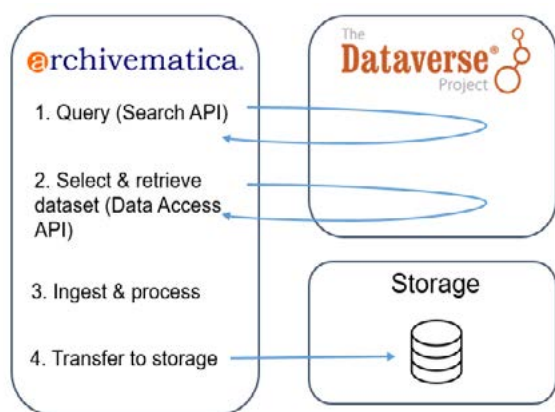 archivematica®
1. Query (Search API)
2. Select & retrieve
dataset (Data Access
API)
3. Ingest & process
4. Transfer to storage
The
Dataverse®
Project
Storage